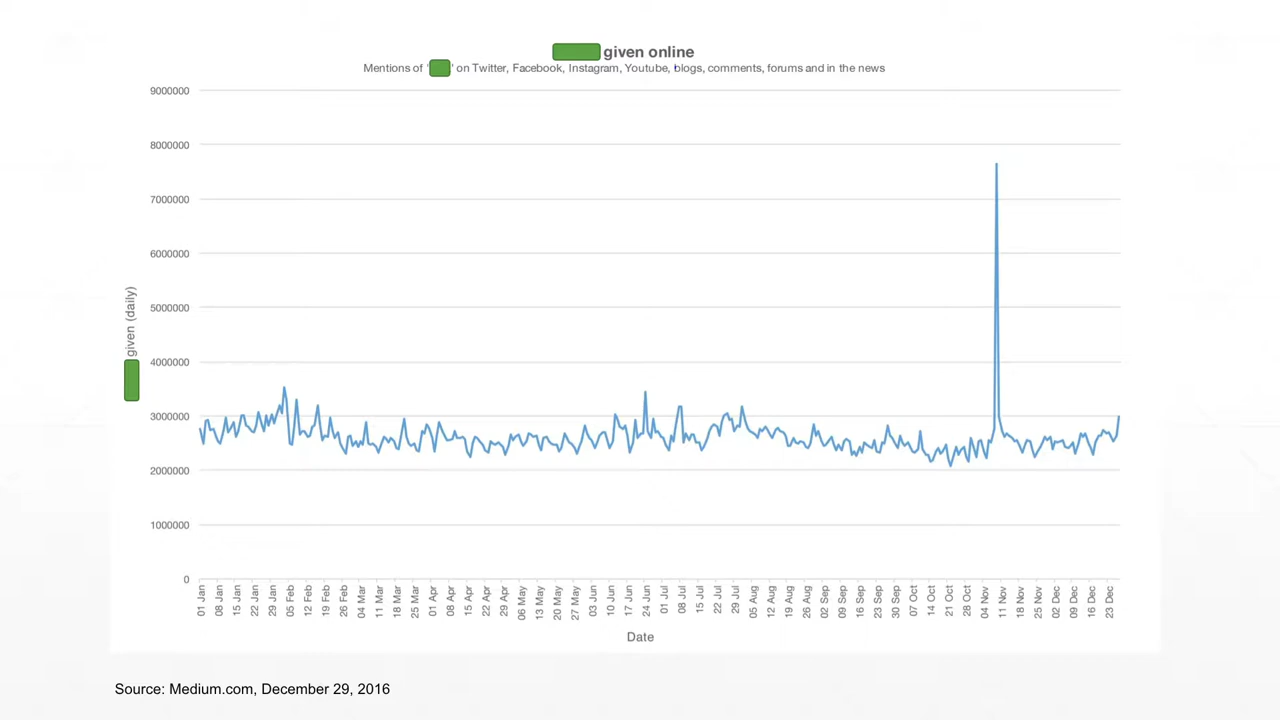 given online
Mentions of ' ' on Twitter, Facebook, Instagram, Youtube, blogs, comments, forums and in the news
9000000
8000000
7000000
6000000
5000000
4000000
3000000
2000000
1000000
0
given (daily)
01 Jan
08 Jan
15 Jan
22 Jan
29 Jan
05 Feb
12 Feb
19 Feb
26 Feb
04 Mar
11 Mar
18 Mar
25 Mar
01 Apr
08 Apr
15 Apr
22 Apr
29 Apr
06 May
13 May
20 May
27 May
03 Jun
10 Jun
17 Jun
24 Jun
01 Jul
08 Jul
15 Jul
22 Jul
29 Jul
05 Aug
12 Aug
19 Aug
26 Aug
02 Sep
09 Sep
16 Sep
23 Sep
30 Sep
07 Oct
14 Oct
21 Oct
28 Oct
04 Nov
11 Nov
18 Nov
25 Nov
02 Dec
09 Dec
16 Dec
23 Dec
Date
Source: Medium.com, December 29, 2016